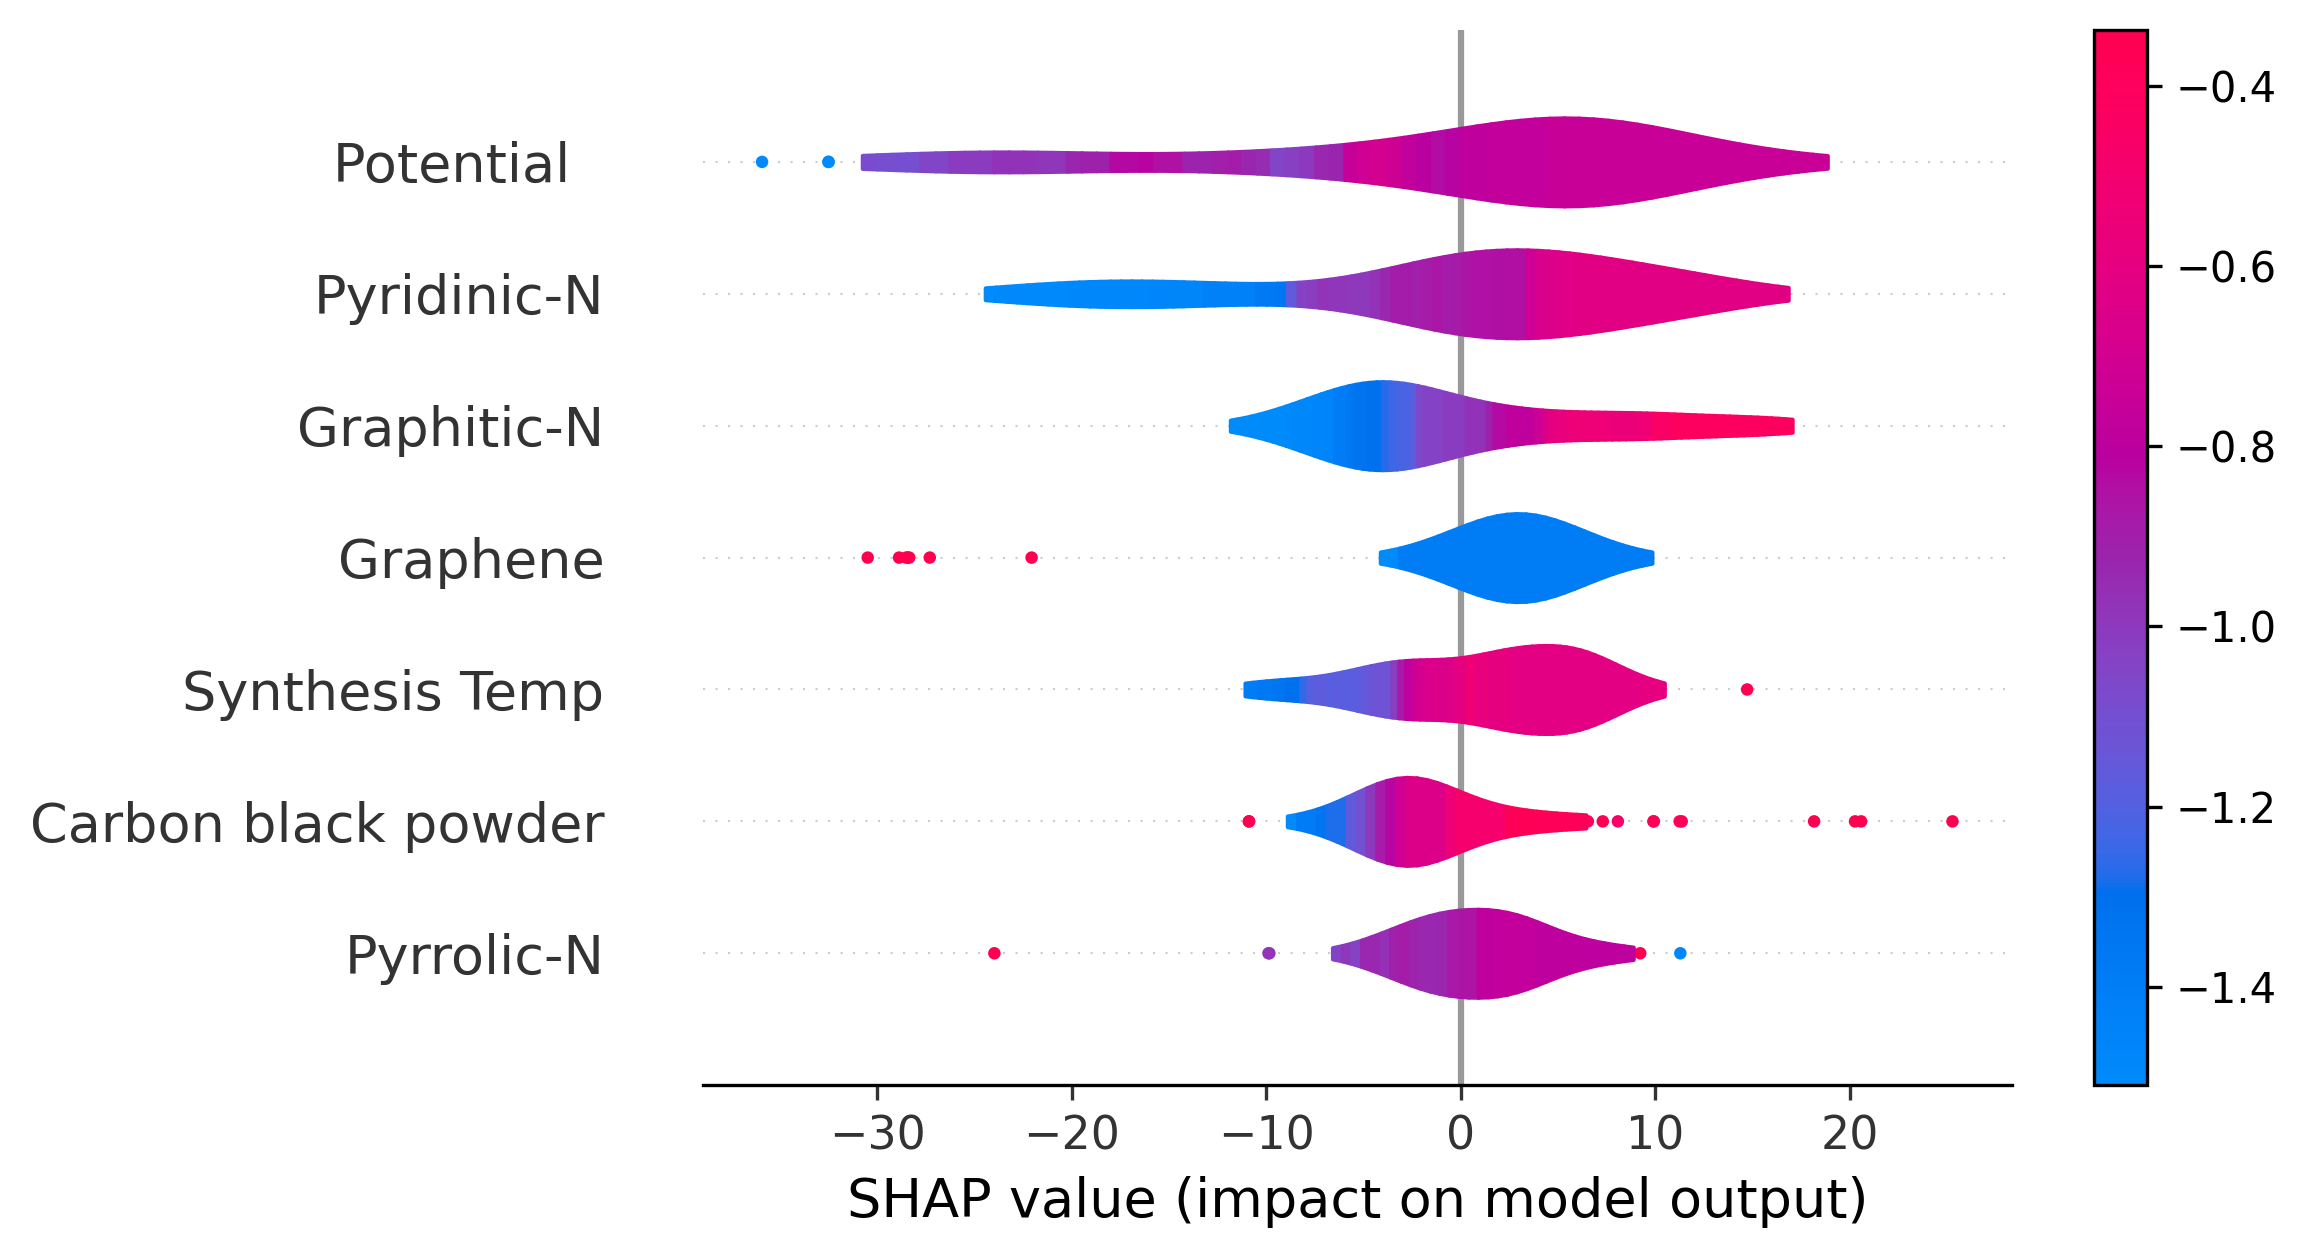 Potential
Pyridinic-N
Graphitic-N
Graphene
Synthesis Temp
Carbon black powder
Pyrrolic-N
−30 −20 −10 0 10 20
SHAP value (impact on model output)
−0.4
−0.6
−0.8
−1.0
−1.2
−1.4